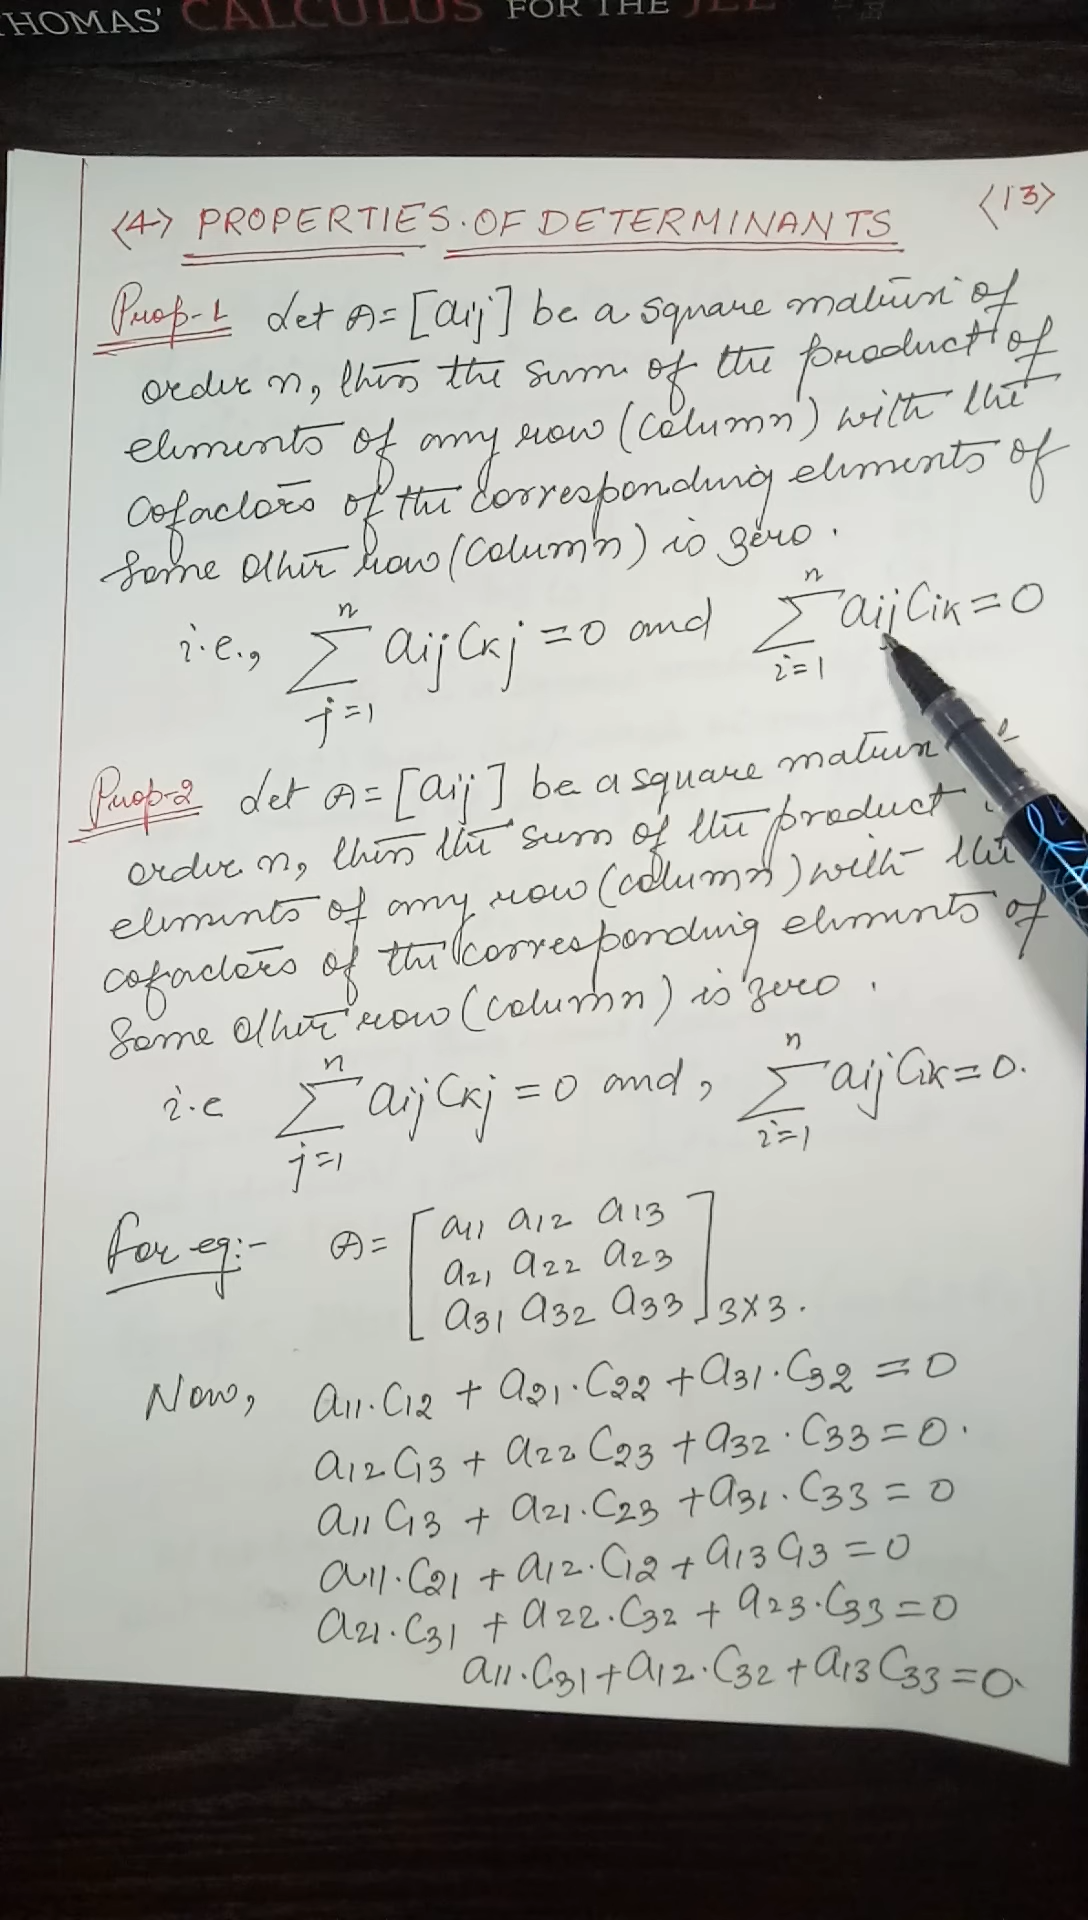 THOMAS' CALCULUS FOR THE JEE
<4> PROPERTIES OF DETERMINANTS
<13>
Prop-1 Let A = [aij] be a square matrix of
order n, then the sum of the product of
elements of any row (column) with the
cofactors of the corresponding elements of
some other row (column) is zero.
i.e., n∑j=1 aij Ckj = 0 and n∑i=1 aij Cik = 0
Prop-2 Let A = [aij] be a square matrix
order n, then the sum of the product
elements of any row (column) with the
cofactors of the corresponding elements of
some other row (column) is zero.
i.e n∑j=1 aij Ckj = 0 and, n∑i=1 aij Cik = 0.
For eg:- A = [a11 a12 a13
a21 a22 a23
a31 a32 a33]3×3.
Now, a11.C12 + a21.C22 + a31.C32 = 0
a12 C13 + a22 C23 + a32.C33 = 0.
a11 C13 + a21.C23 + a31.C33 = 0
a11.C21 + a12.C12 + a13 C13 = 0
a21.C31 + a22.C32 + a23.C33 = 0
a11.C31 + a12.C32 + a13 C33 = 0.